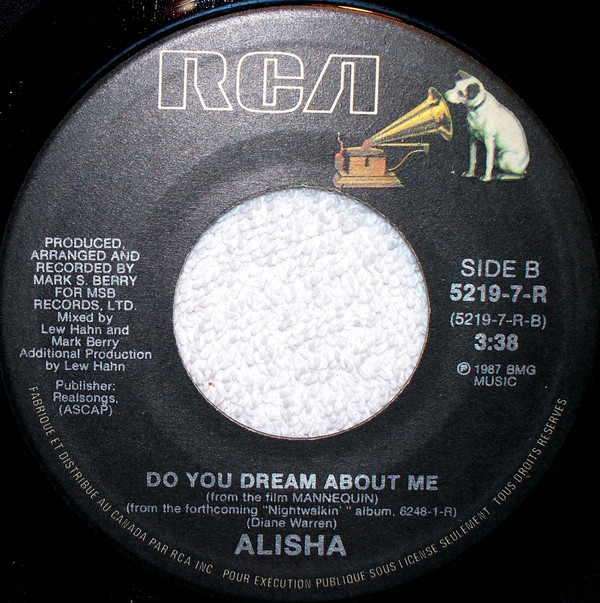 RCA
PRODUCED,
ARRANGED AND
RECORDED BY
MARK S. BERRY
FOR MSB
RECORDS, LTD.
Mixed by
Lew Hahn and
Mark Berry
Additional Production
by Lew Hahn
Publisher:
Realsongs,
(ASCAP)
SIDE B
5219-7-R
(5219-7-R-B)
3:38
℗ 1987 BMG
MUSIC
DO YOU DREAM ABOUT ME
(from the film MANNEQUIN)
(from the forthcoming "Nightwalkin' " album, 6248-1-R)
(Diane Warren)
ALISHA
FABRIQUE ET DISTRIBUE AU CANADA PAR RCA INC POUR EXECUTION PUBLIQUE SOUS LICENSE SEULEMENT. TOUS DROITS RESERVES